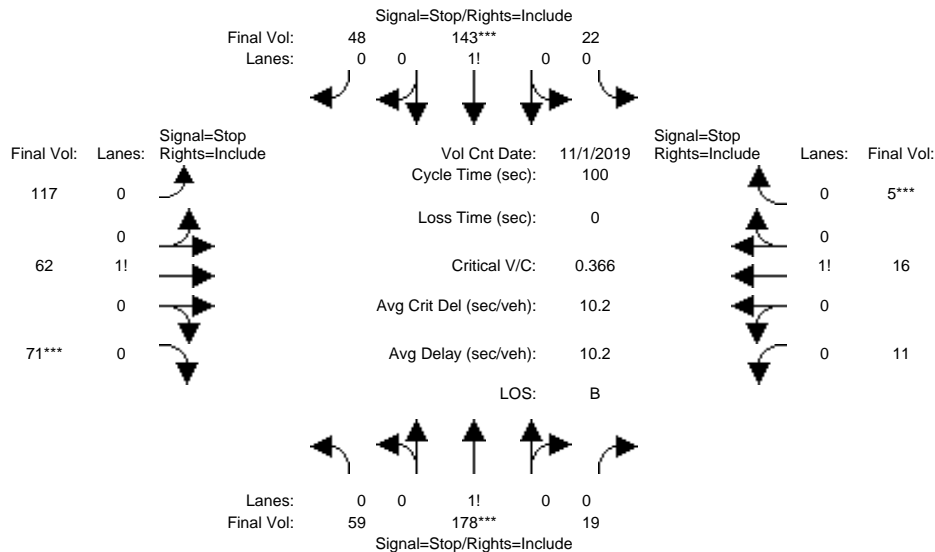 Signal=Stop/Rights=Include
Final Vol: 48 143*** 22
Lanes: 0 0 1! 0 0
Signal=Stop Signal=Stop
Final Vol: Lanes: Rights=Include Vol Cnt Date: 11/1/2019 Rights=Include Lanes: Final Vol:
Cycle Time (sec): 100
117 0 0 5***
Loss Time (sec): 0
0 0
62 1! Critical V/C: 0.366 1! 16
0 Avg Crit Del (sec/veh): 10.2 0
71*** 0 Avg Delay (sec/veh): 10.2 0 11
LOS: B
Lanes: 0 0 1! 0 0
Final Vol: 59 178*** 19
Signal=Stop/Rights=Include